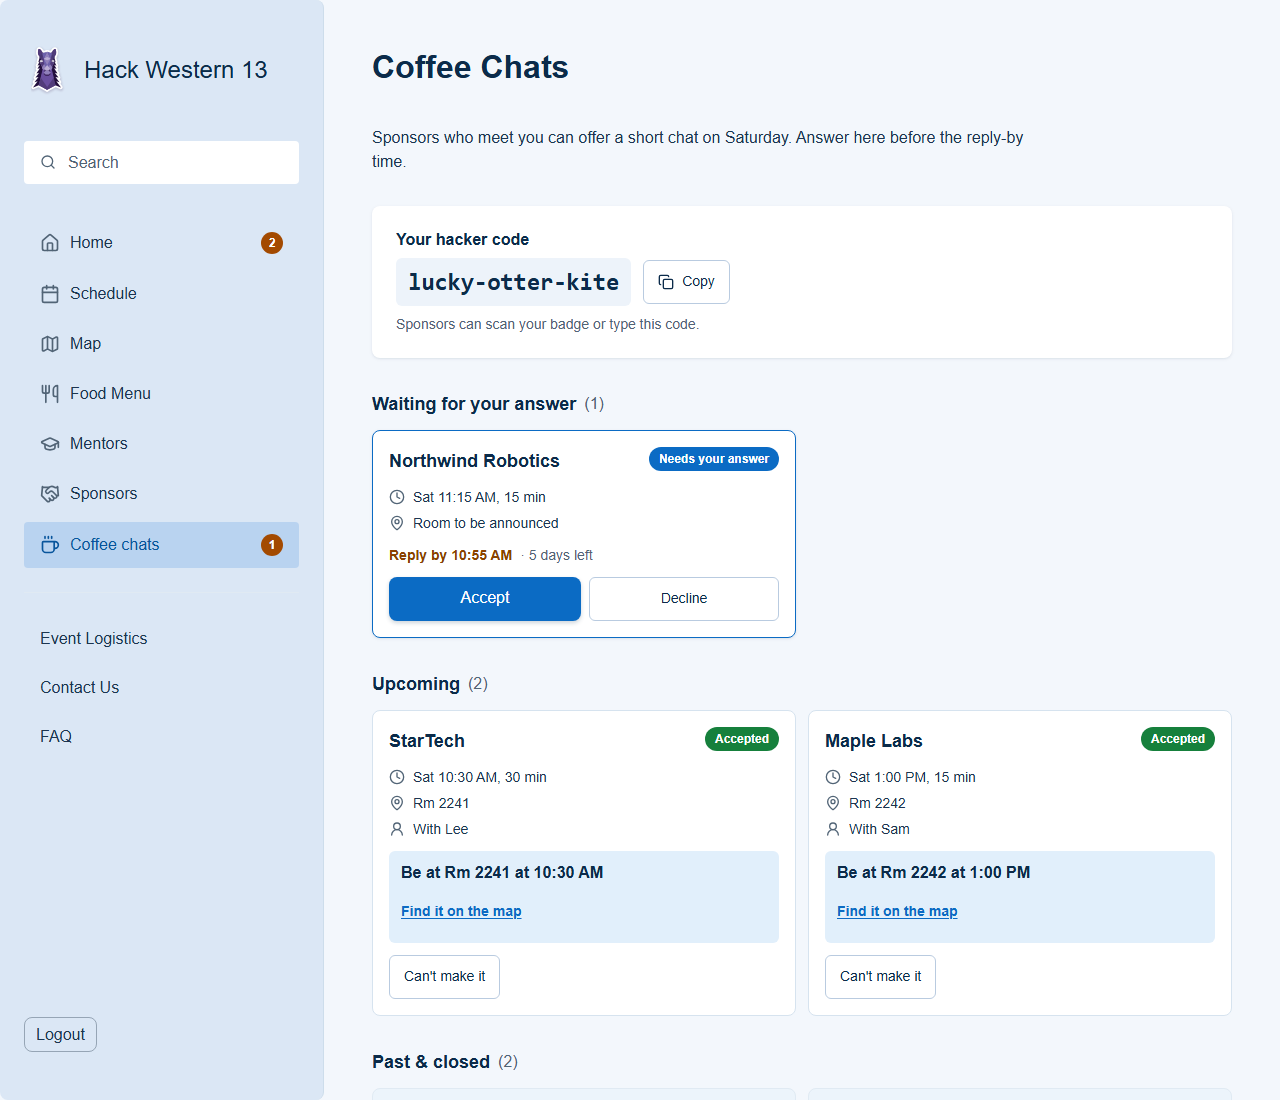 Hack Western 13
Search
Home 2
Schedule
Map
Food Menu
Mentors
Sponsors
Coffee chats 1
Event Logistics
Contact Us
FAQ
Logout
Coffee Chats
Sponsors who meet you can offer a short chat on Saturday. Answer here before the reply-by
time.
Your hacker code
lucky-otter-kite Copy
Sponsors can scan your badge or type this code.
Waiting for your answer (1)
Northwind Robotics Needs your answer
Sat 11:15 AM, 15 min
Room to be announced
Reply by 10:55 AM · 5 days left
Accept Decline
Upcoming (2)
StarTech Accepted
Sat 10:30 AM, 30 min
Rm 2241
With Lee
Be at Rm 2241 at 10:30 AM
Find it on the map
Can't make it
Maple Labs Accepted
Sat 1:00 PM, 15 min
Rm 2242
With Sam
Be at Rm 2242 at 1:00 PM
Find it on the map
Can't make it
Past & closed (2)